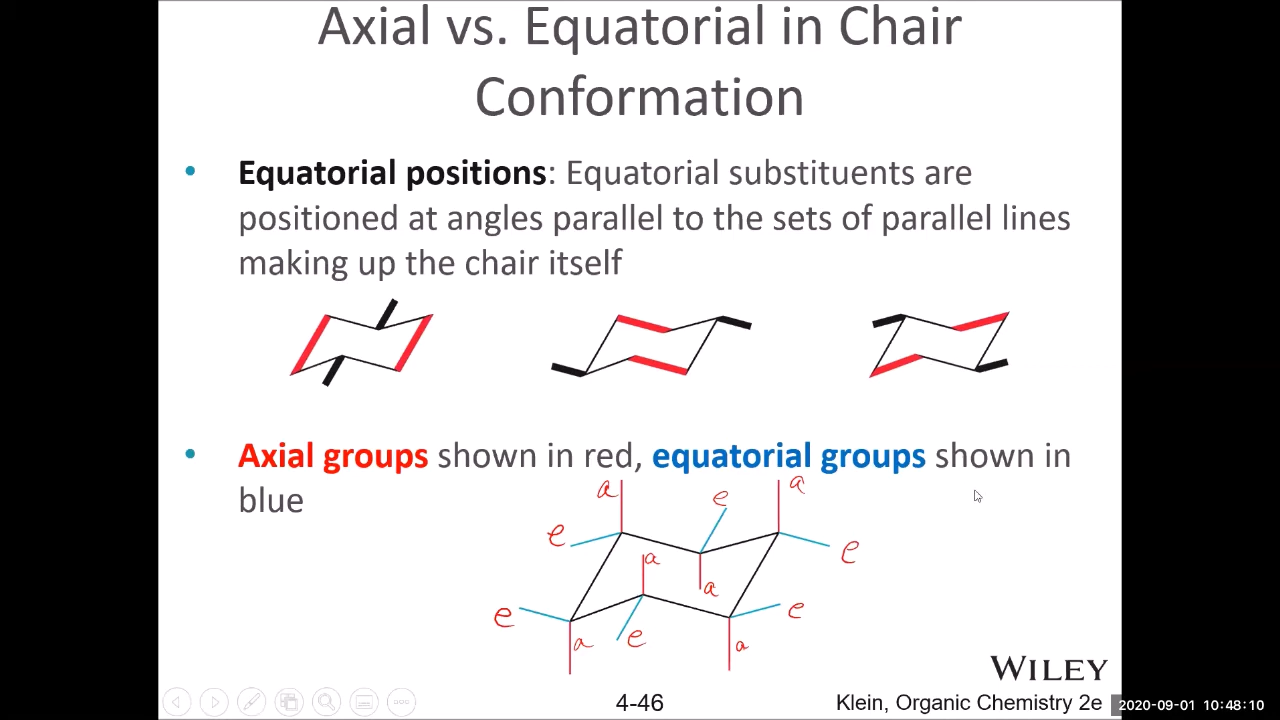 Axial vs. Equatorial in Chair
Conformation
• Equatorial positions: Equatorial substituents are
positioned at angles parallel to the sets of parallel lines
making up the chair itself
• Axial groups shown in red, equatorial groups shown in
blue
a e a
e e
a a
e e
a e a
WILEY
4-46 Klein, Organic Chemistry 2e 2020-09-01 10:48:10